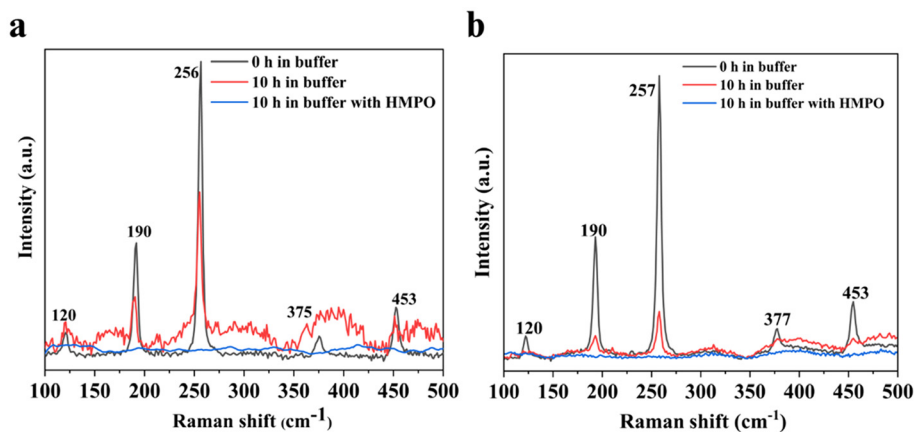 a
0 h in buffer
10 h in buffer
10 h in buffer with HMPO
256
190
120
375
453
Intensity (a.u.)
100 150 200 250 300 350 400 450 500
Raman shift (cm-1)
b
0 h in buffer
10 h in buffer
10 h in buffer with HMPO
257
190
120
377
453
Intensity (a.u.)
100 150 200 250 300 350 400 450 500
Raman shift (cm-1)